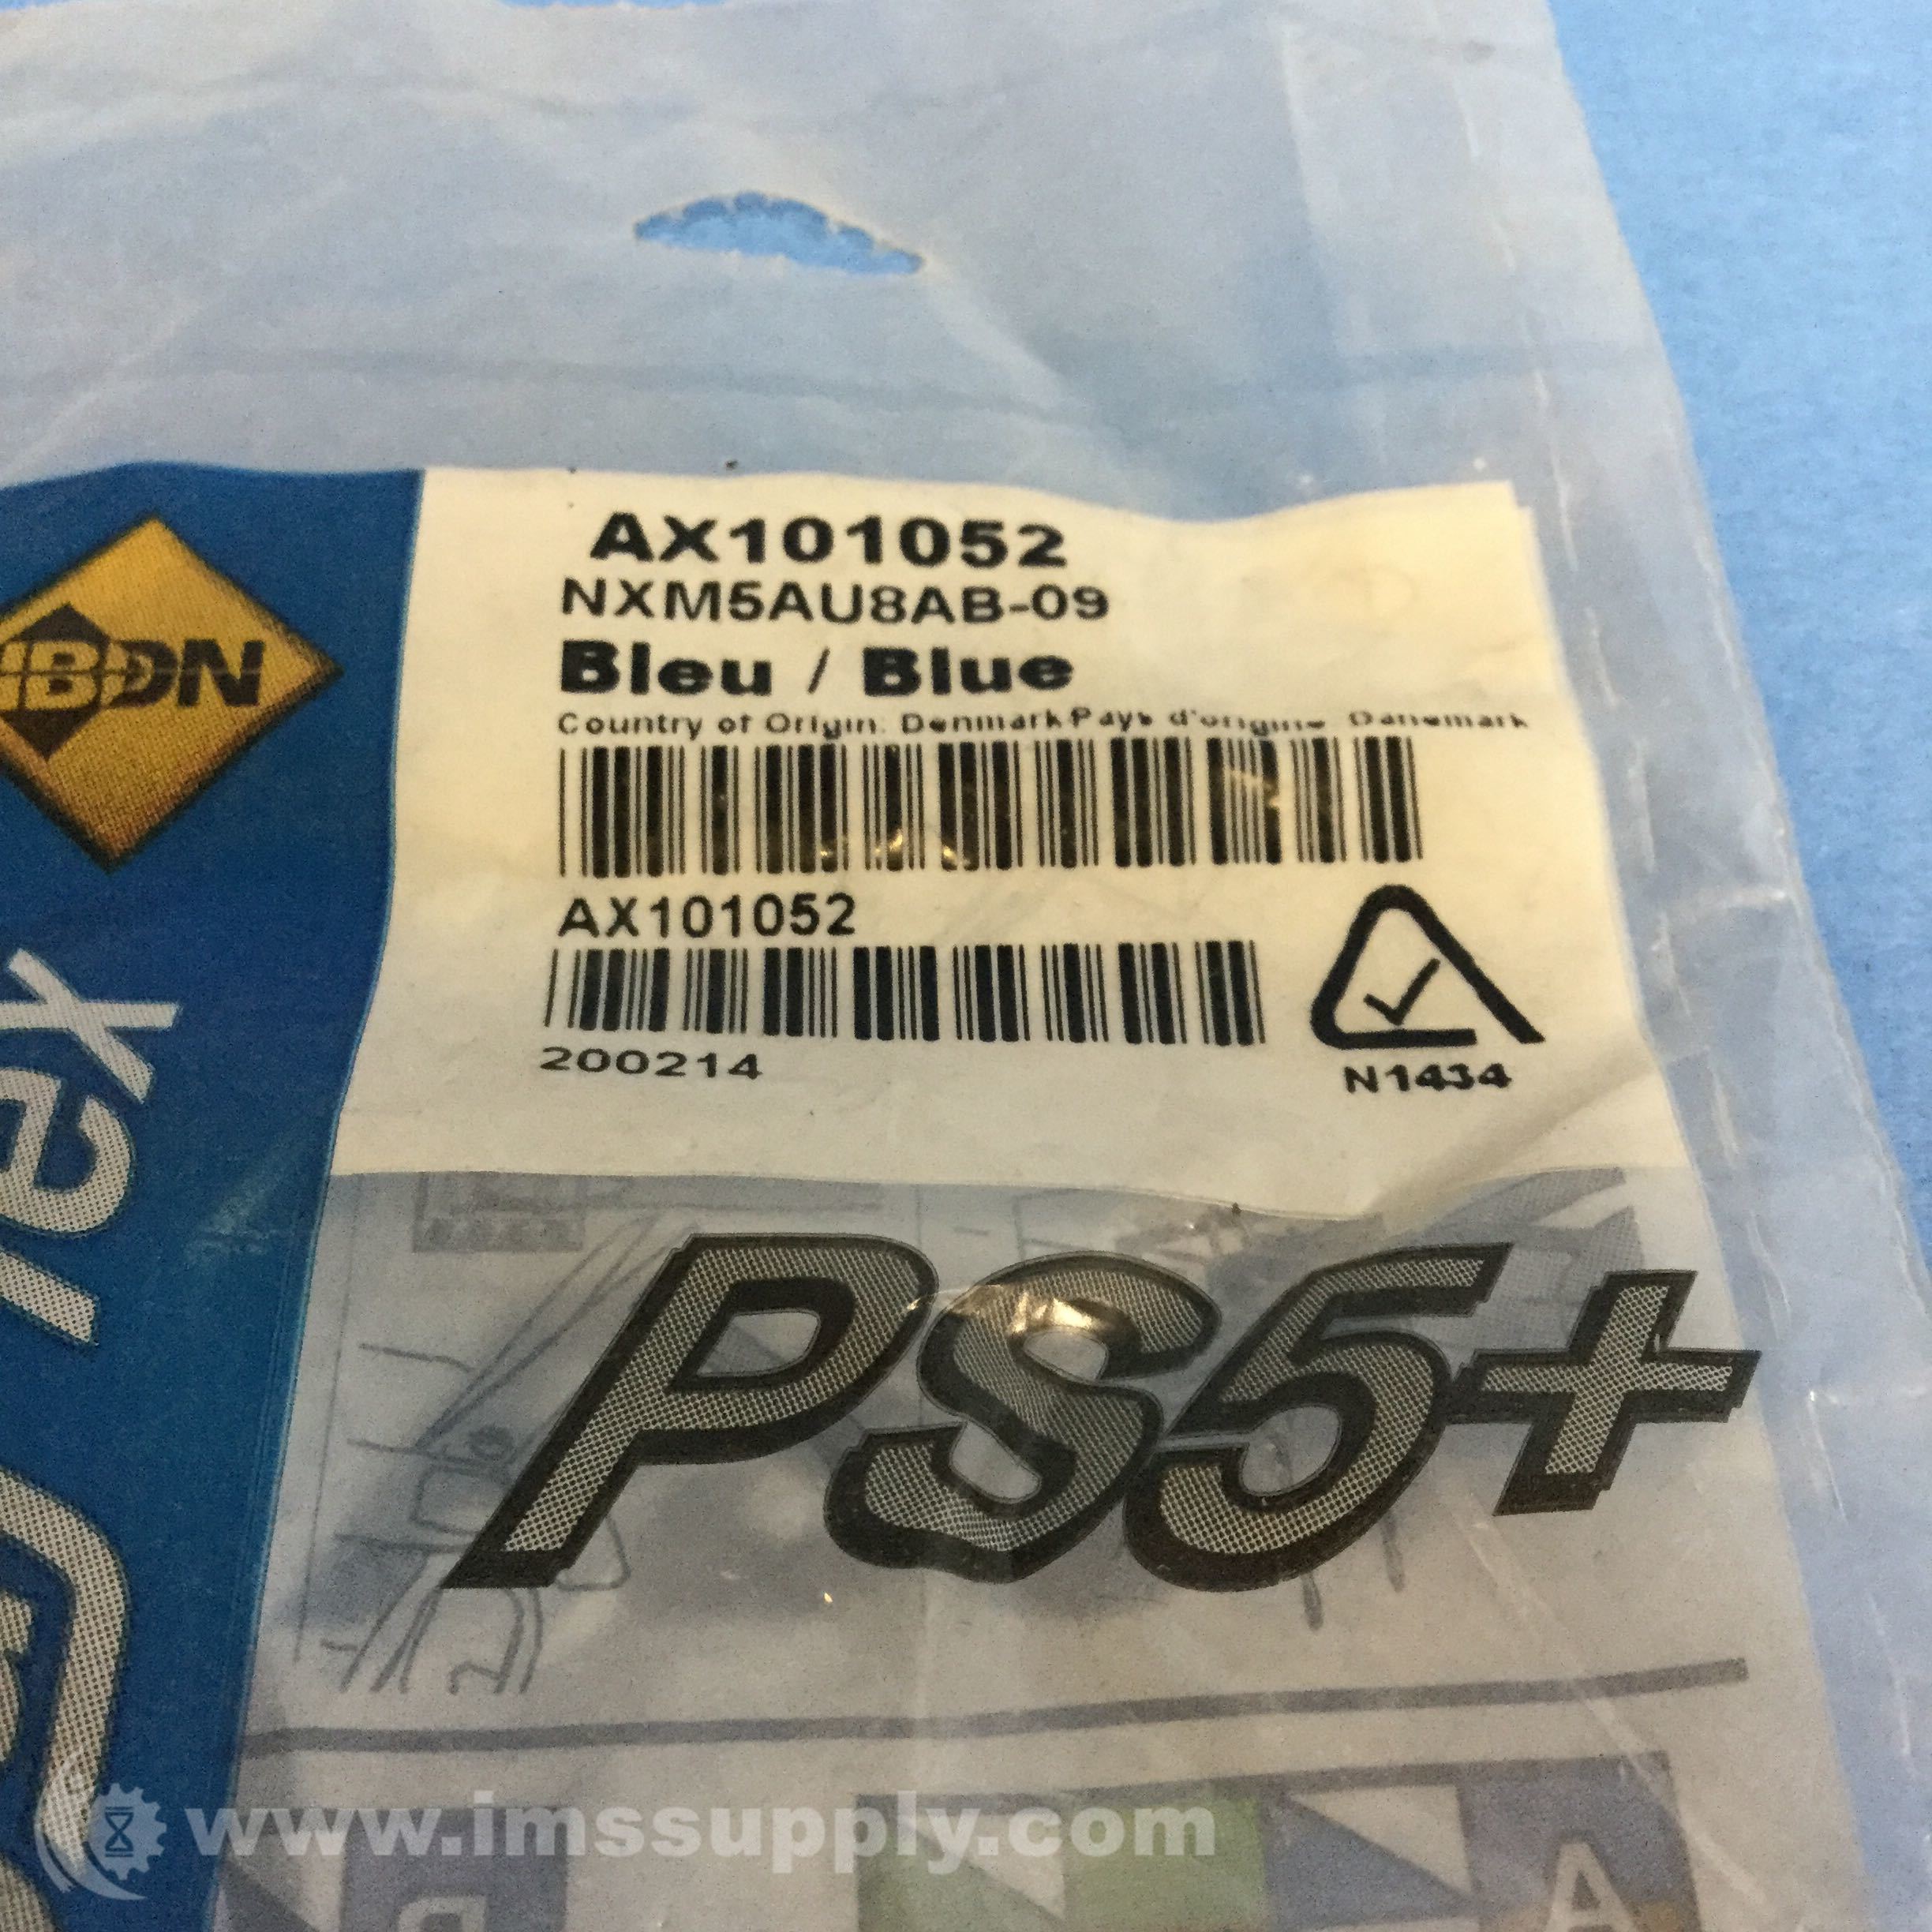 AX101052
NXM5AU8AB-09
Bleu / Blue
Country of Origin: Denmark Pays d'origine: Danemark
AX101052
200214
N1434
IBDN
PS5+
A
www.imssupply.com